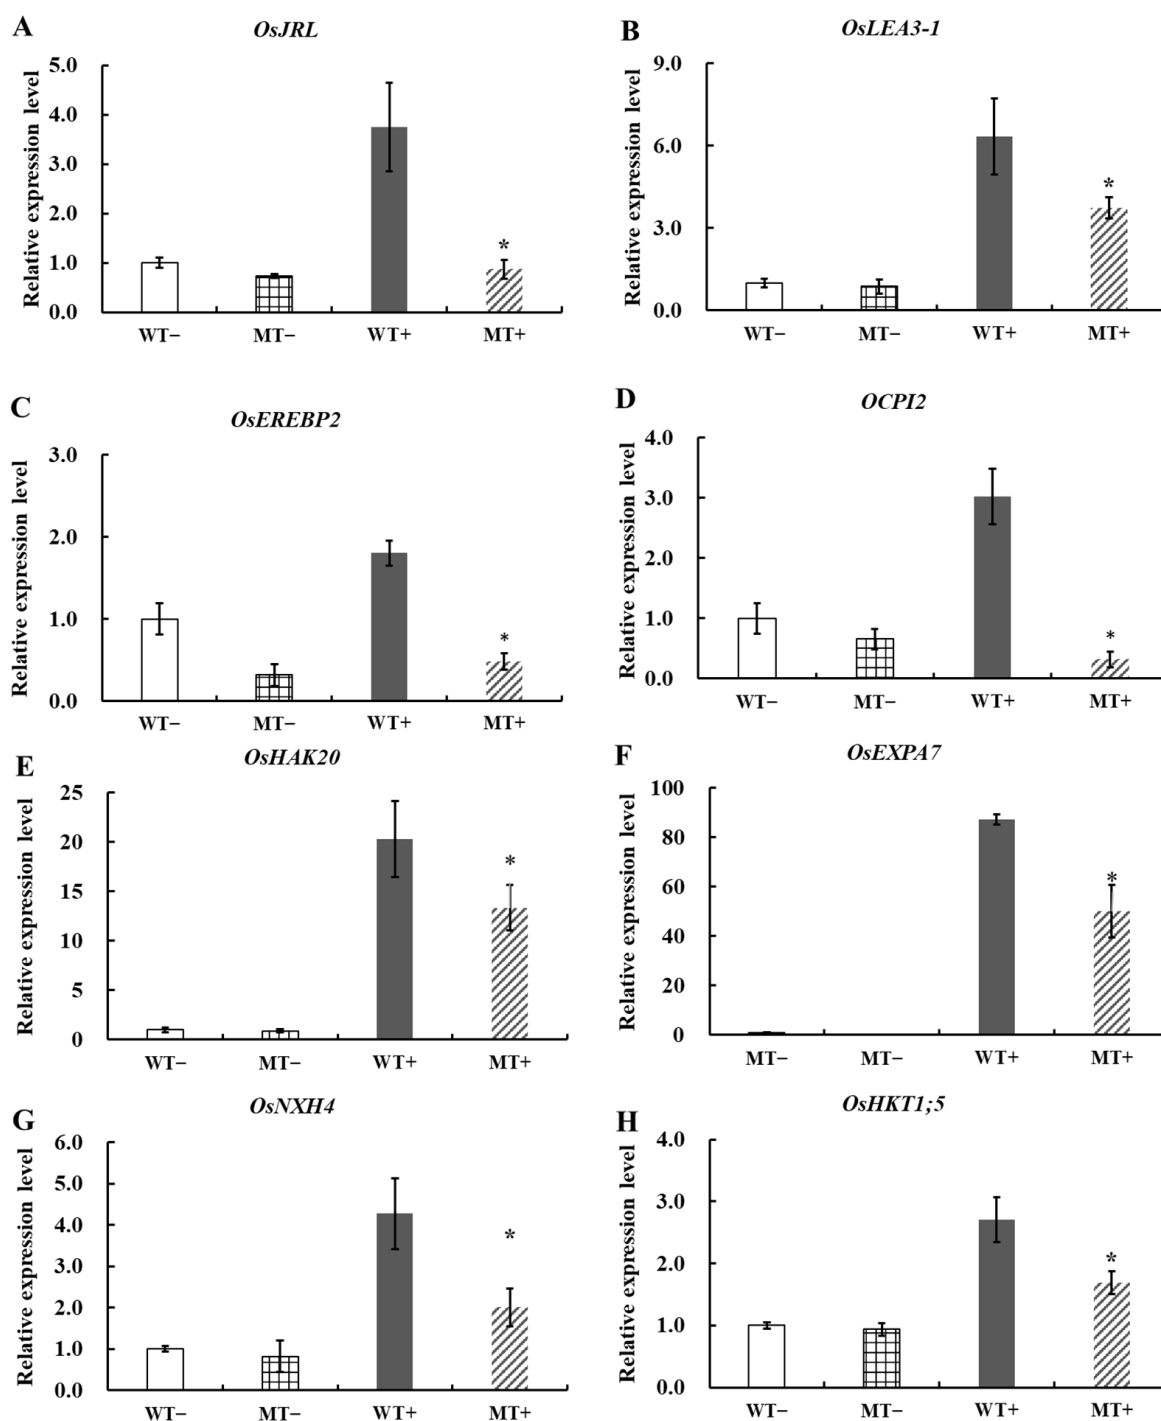 A
OsJRL
Relative expression level
5.0
4.0
3.0
2.0
1.0
0.0
*
WT− MT− WT+ MT+
B
OsLEA3-1
Relative expression level
9.0
6.0
3.0
0.0
*
WT− MT− WT+ MT+
C
OsEREBP2
Relative expression level
3.0
2.0
1.0
0.0
*
WT− MT− WT+ MT+
D
OCPI2
Relative expression level
4.0
3.0
2.0
1.0
0.0
*
WT− MT− WT+ MT+
E
OsHAK20
Relative expression level
25
20
15
10
5
0
*
WT− MT− WT+ MT+
F
OsEXPA7
Relative expression level
100
80
60
40
20
0
*
MT− MT− WT+ MT+
G
OsNXH4
Relative expression level
6.0
5.0
4.0
3.0
2.0
1.0
0.0
*
WT− MT− WT+ MT+
H
OsHKT1;5
Relative expression level
4.0
3.0
2.0
1.0
0.0
*
WT− MT− WT+ MT+